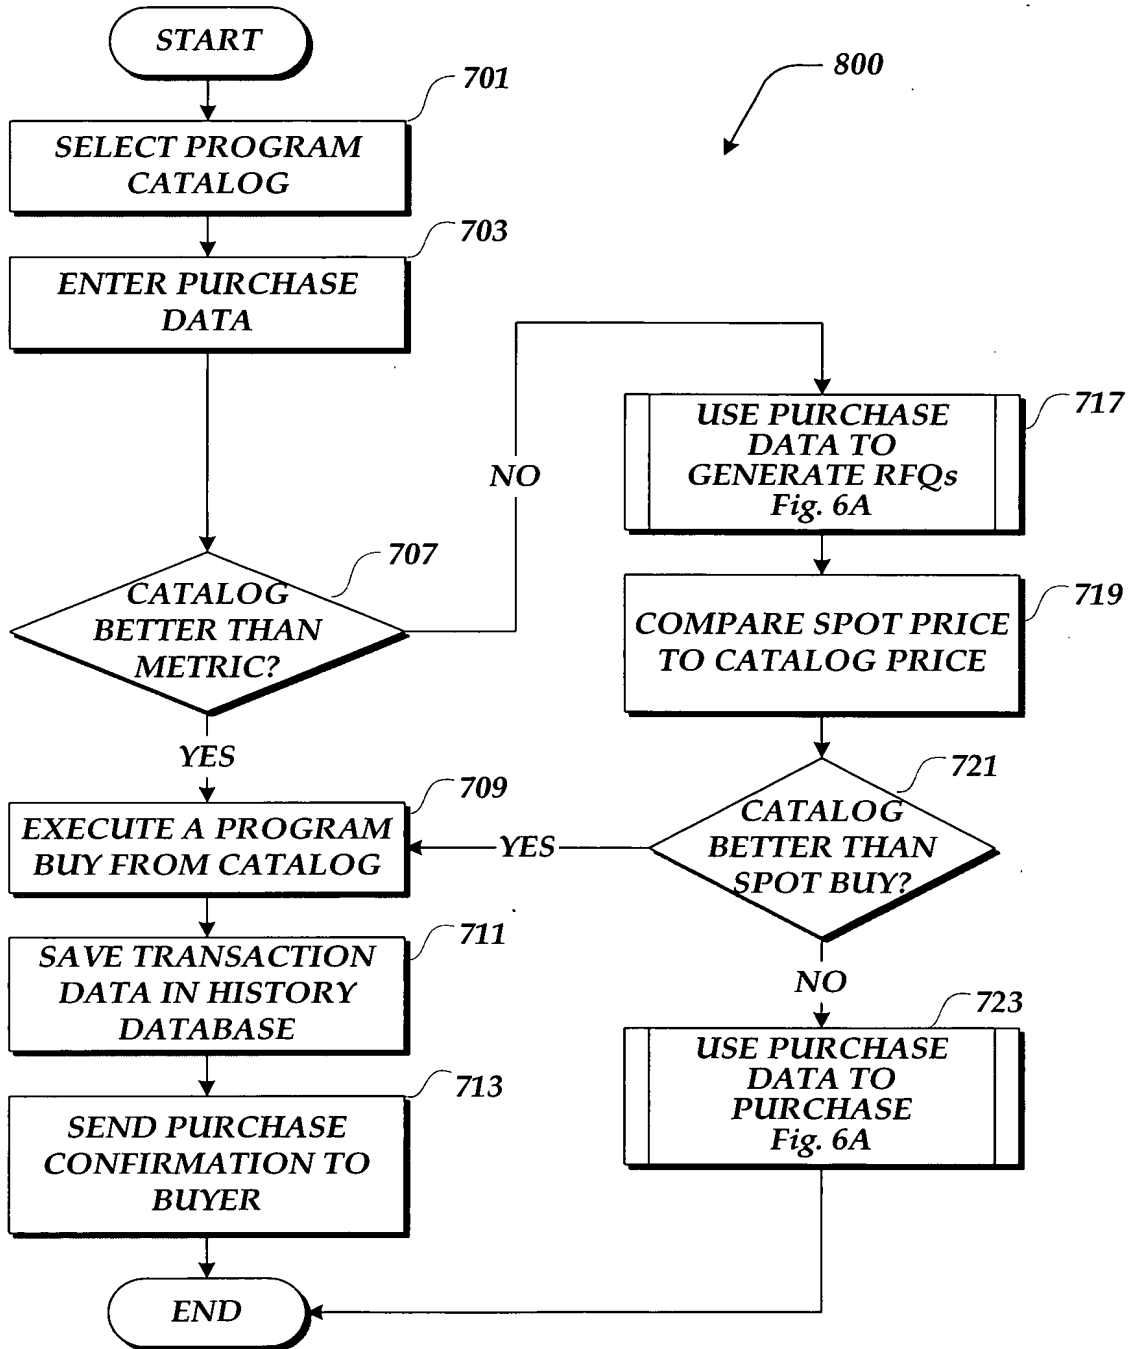 START
800
701
SELECT PROGRAM
CATALOG
703
ENTER PURCHASE
DATA
717
USE PURCHASE
DATA TO
GENERATE RFQs
Fig. 6A
NO
707
CATALOG
BETTER THAN
METRIC?
719
COMPARE SPOT PRICE
TO CATALOG PRICE
YES
721
CATALOG
BETTER THAN
SPOT BUY?
YES
709
EXECUTE A PROGRAM
BUY FROM CATALOG
711
SAVE TRANSACTION
DATA IN HISTORY
DATABASE
NO
723
USE PURCHASE
DATA TO
PURCHASE
Fig. 6A
713
SEND PURCHASE
CONFIRMATION TO
BUYER
END